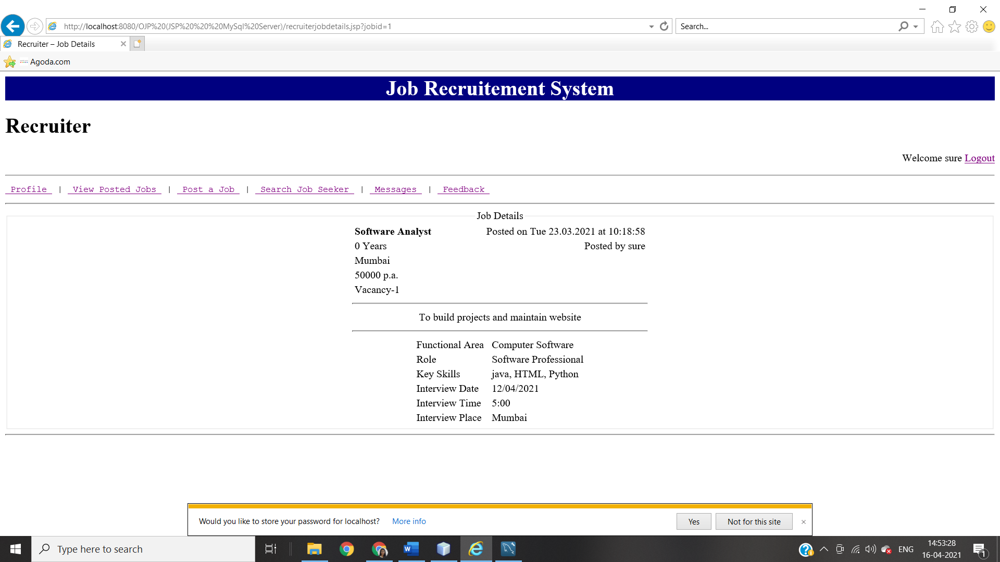 http://localhost:8080/OJP%20(JSP%20%20%20MySql%20Server)/recruiterjobdetails.jsp?jobid=1
Search...
Recruiter – Job Details
Agoda.com
Job Recruitement System
Recruiter
Welcome sure Logout
Profile | View Posted Jobs | Post a Job | Search Job Seeker | Messages | Feedback
Job Details
Software Analyst Posted on Tue 23.03.2021 at 10:18:58
0 Years Posted by sure
Mumbai
50000 p.a.
Vacancy-1
To build projects and maintain website
Functional Area Computer Software
Role Software Professional
Key Skills java, HTML, Python
Interview Date 12/04/2021
Interview Time 5:00
Interview Place Mumbai
Would you like to store your password for localhost? More info Yes Not for this site
Type here to search
ENG
14:53:28
16-04-2021
1